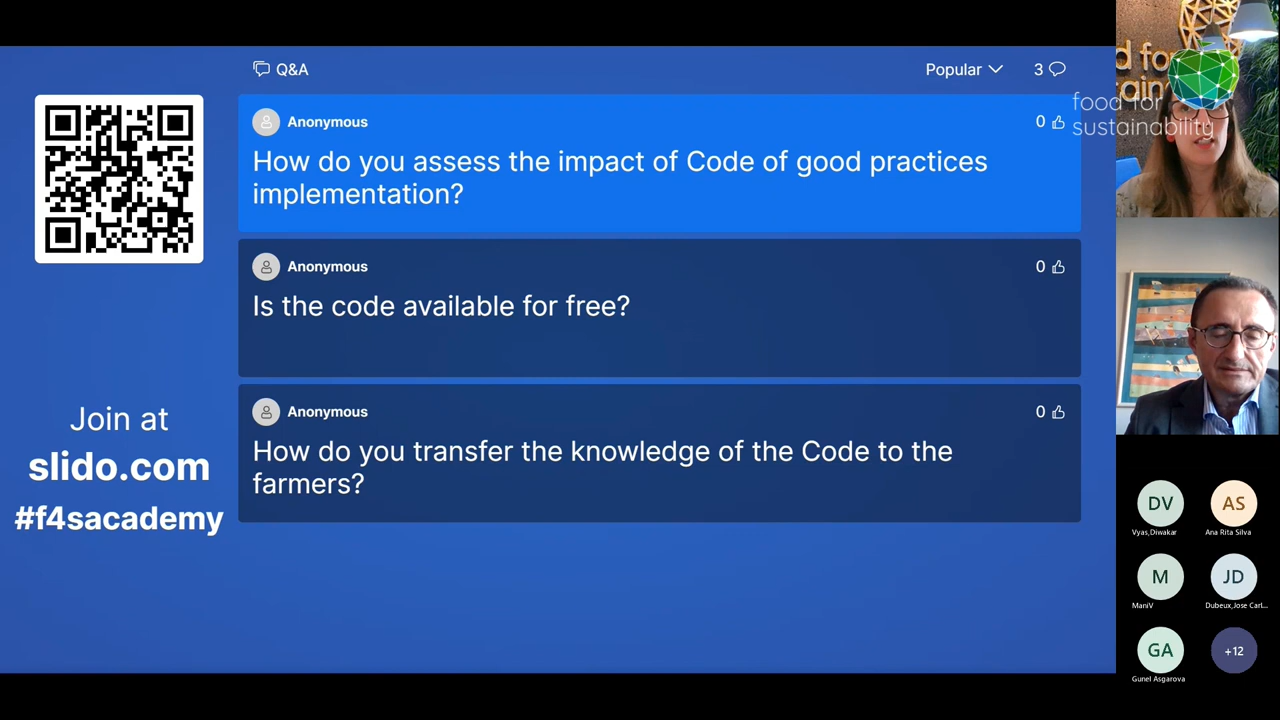 Q&A
Popular
3
Anonymous
0
How do you assess the impact of Code of good practices
implementation?
Anonymous
0
Is the code available for free?
Anonymous
0
How do you transfer the knowledge of the Code to the
farmers?
Join at
slido.com
#f4sacademy
food for
sustainability
DV
Vyas,Diwakar
AS
Ana Rita Silva
M
ManiV
JD
Dubeux,Jose Carl...
GA
Gunel Asgarova
+12